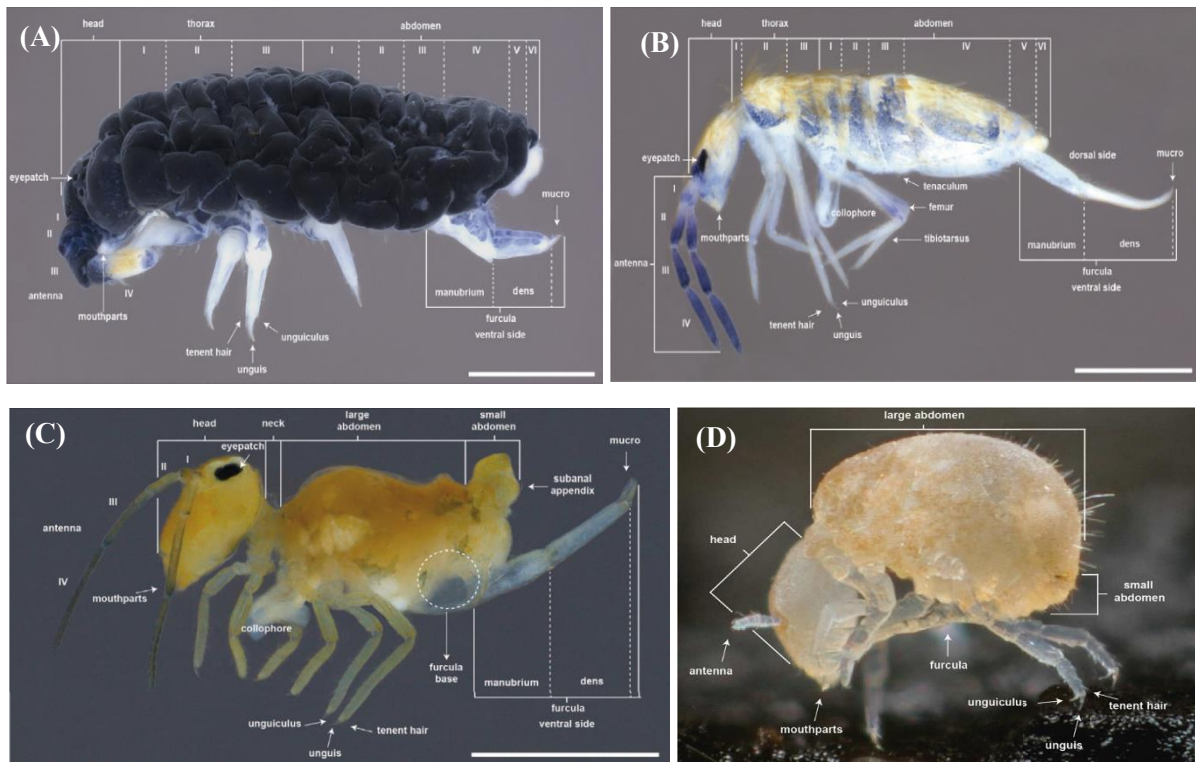 (A)
head
thorax
abdomen
I II III I II III IV V VI
eyepatch
I
II
III
antenna
IV
mouthparts
mucro
manubrium
dens
furcula
ventral side
unguiculus
tenent hair
unguis
(B)
head
thorax
abdomen
I II III I II III IV V VI
eyepatch
I
II
antenna
III
IV
mouthparts
collophore
tenaculum
femur
tibiotarsus
unguiculus
tenent hair
unguis
dorsal side
mucro
manubrium
dens
furcula
ventral side
(C)
head
neck
large
abdomen
small
abdomen
eyepatch
I
II
III
antenna
IV
mouthparts
collophore
mucro
subanal
appendix
furcula
base
manubrium
dens
furcula
ventral side
unguiculus
tenent hair
unguis
(D)
large abdomen
head
small
abdomen
antenna
furcula
mouthparts
unguiculus
tenent hair
unguis